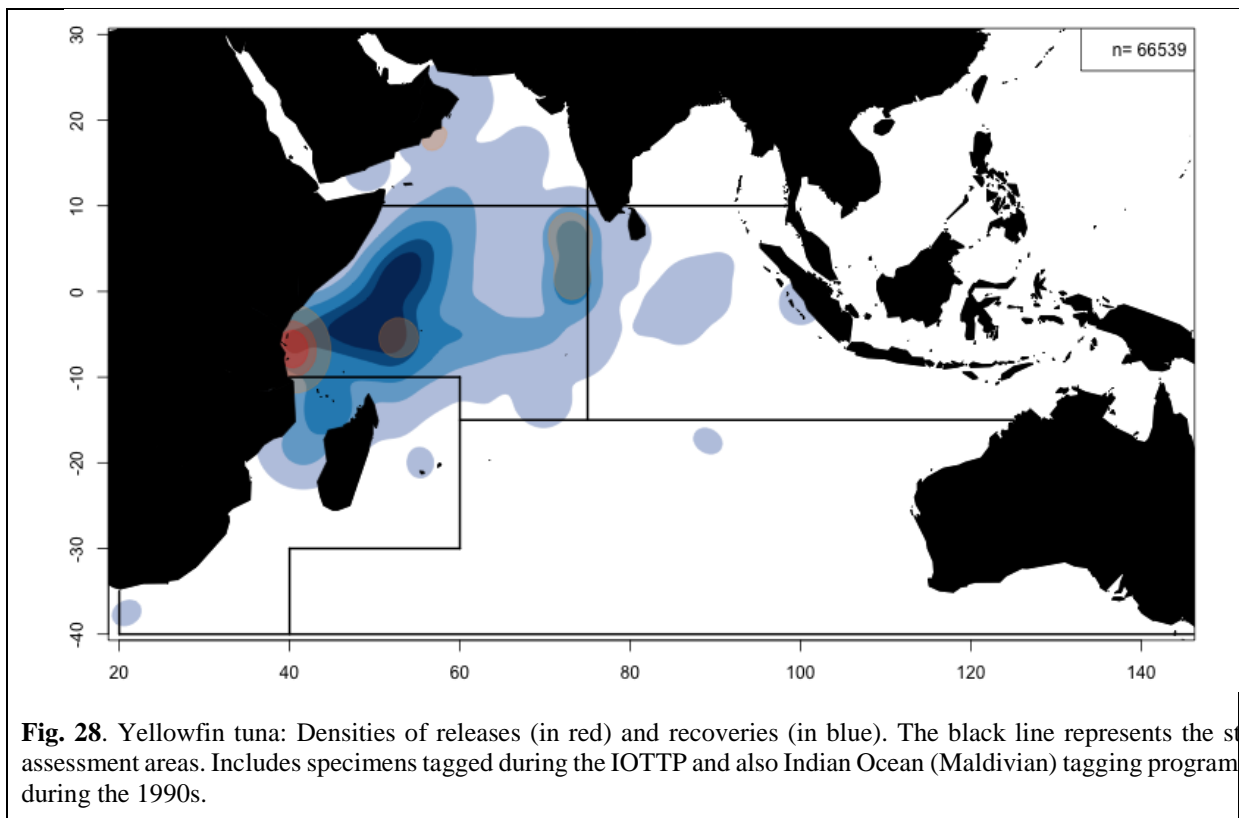 n= 66539
30
20
10
0
-10
-20
-30
-40
20 40 60 80 100 120 140
Fig. 28. Yellowfin tuna: Densities of releases (in red) and recoveries (in blue). The black line represents the
assessment areas. Includes specimens tagged during the IOTTP and also Indian Ocean (Maldivian) tagging program
during the 1990s.